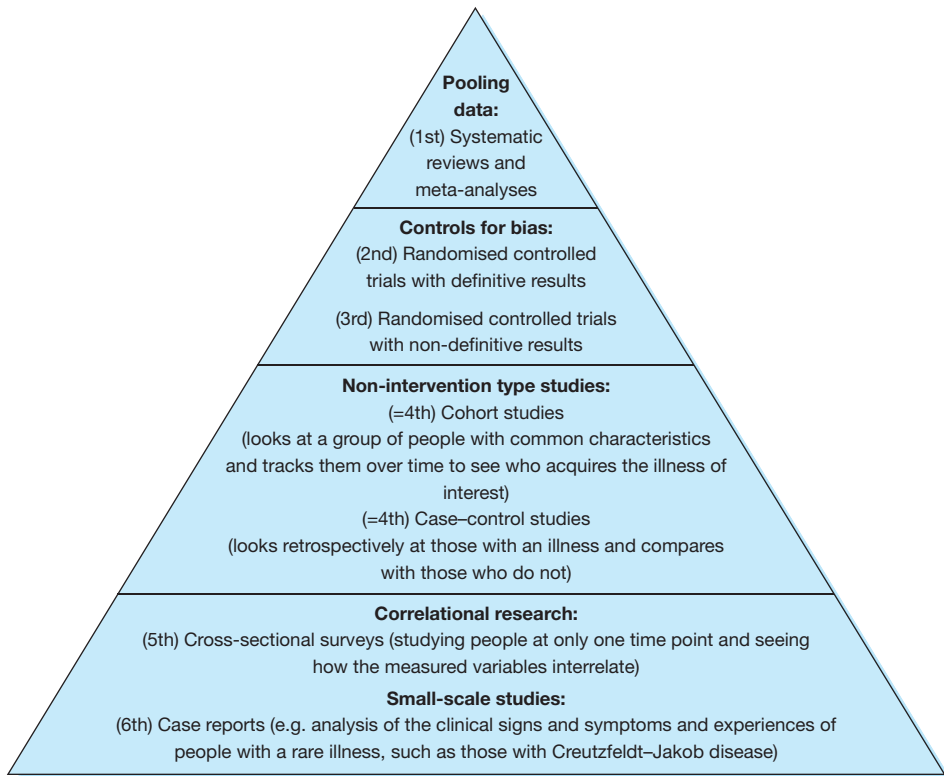 Pooling
data:
(1st) Systematic
reviews and
meta-analyses
Controls for bias:
(2nd) Randomised controlled
trials with definitive results
(3rd) Randomised controlled trials
with non-definitive results
Non-intervention type studies:
(=4th) Cohort studies
(looks at a group of people with common characteristics
and tracks them over time to see who acquires the illness of
interest)
(=4th) Case–control studies
(looks retrospectively at those with an illness and compares
with those who do not)
Correlational research:
(5th) Cross-sectional surveys (studying people at only one time point and seeing
how the measured variables interrelate)
Small-scale studies:
(6th) Case reports (e.g. analysis of the clinical signs and symptoms and experiences of
people with a rare illness, such as those with Creutzfeldt–Jakob disease)